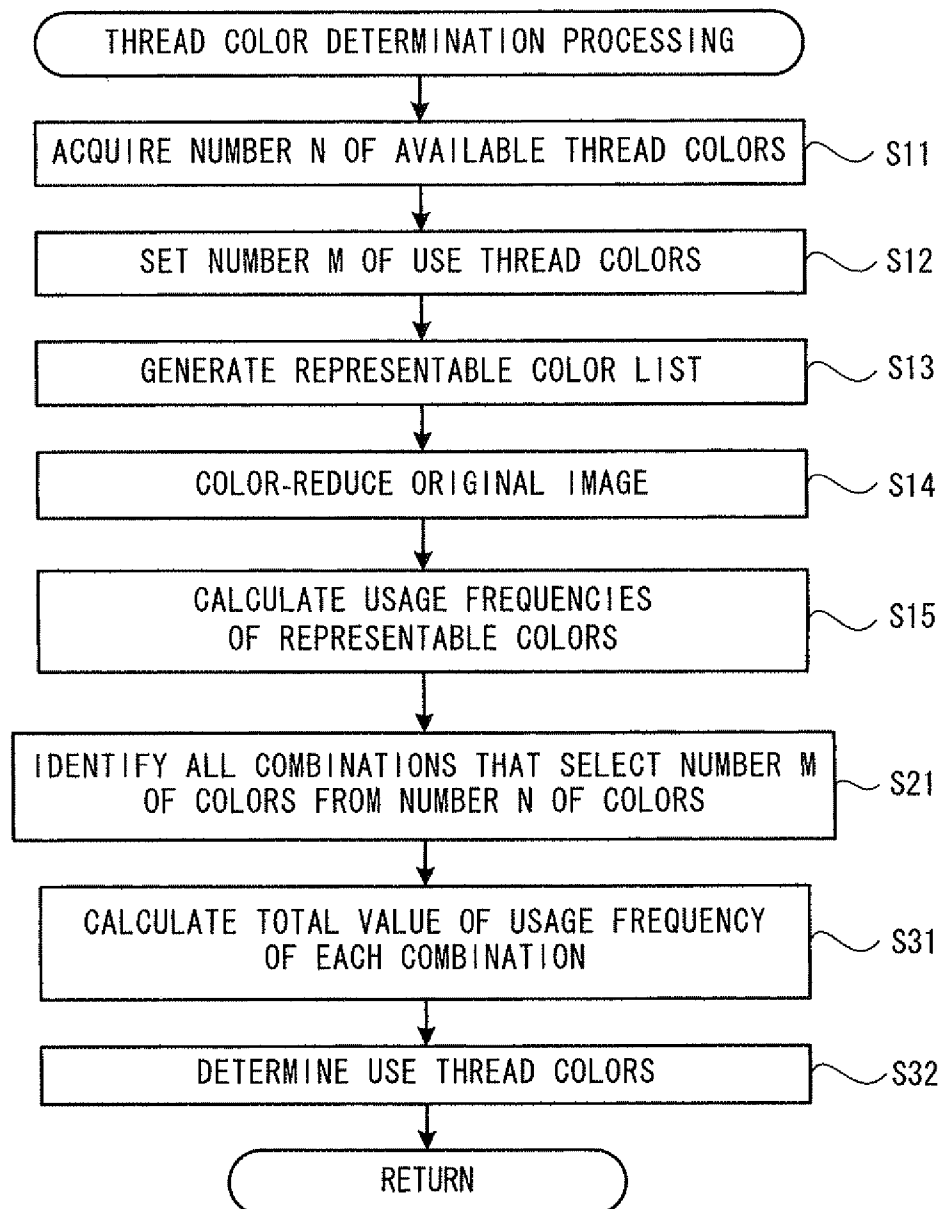 THREAD COLOR DETERMINATION PROCESSING
ACQUIRE NUMBER N OF AVAILABLE THREAD COLORS
S11
SET NUMBER M OF USE THREAD COLORS
S12
GENERATE REPRESENTABLE COLOR LIST
S13
COLOR-REDUCE ORIGINAL IMAGE
S14
CALCULATE USAGE FREQUENCIES
OF REPRESENTABLE COLORS
S15
IDENTIFY ALL COMBINATIONS THAT SELECT NUMBER M
OF COLORS FROM NUMBER N OF COLORS
S21
CALCULATE TOTAL VALUE OF USAGE FREQUENCY
OF EACH COMBINATION
S31
DETERMINE USE THREAD COLORS
S32
RETURN